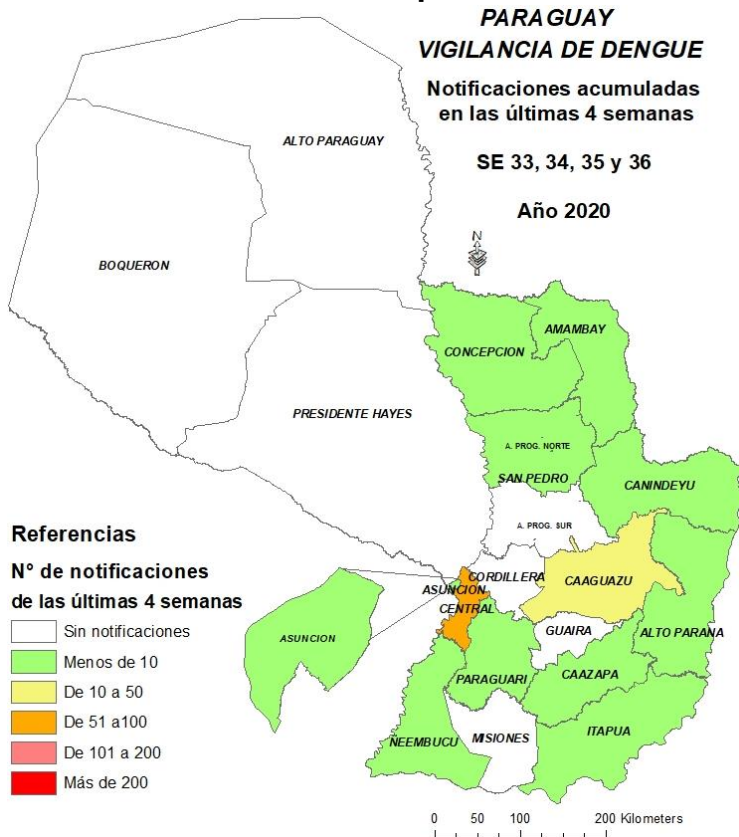 PARAGUAY
VIGILANCIA DE DENGUE
Notificaciones acumuladas
en las últimas 4 semanas
SE 33, 34, 35 y 36
Año 2020
N
ALTO PARAGUAY
BOQUERON
AMAMBAY
CONCEPCION
PRESIDENTE HAYES
A. PROG. NORTE
SAN PEDRO
CANINDEYU
A. PROG. SUR
CORDILLERA
ASUNCION
CAAGUAZU
CENTRAL
GUAIRA
ALTO PARANA
ASUNCION
PARAGUARI
CAAZAPA
ITAPUA
MISIONES
ÑEEMBUCU
Referencias
N° de notificaciones
de las últimas 4 semanas
Sin notificaciones
Menos de 10
De 10 a 50
De 51 a100
De 101 a 200
Más de 200
0 50 100 200 Kilometers